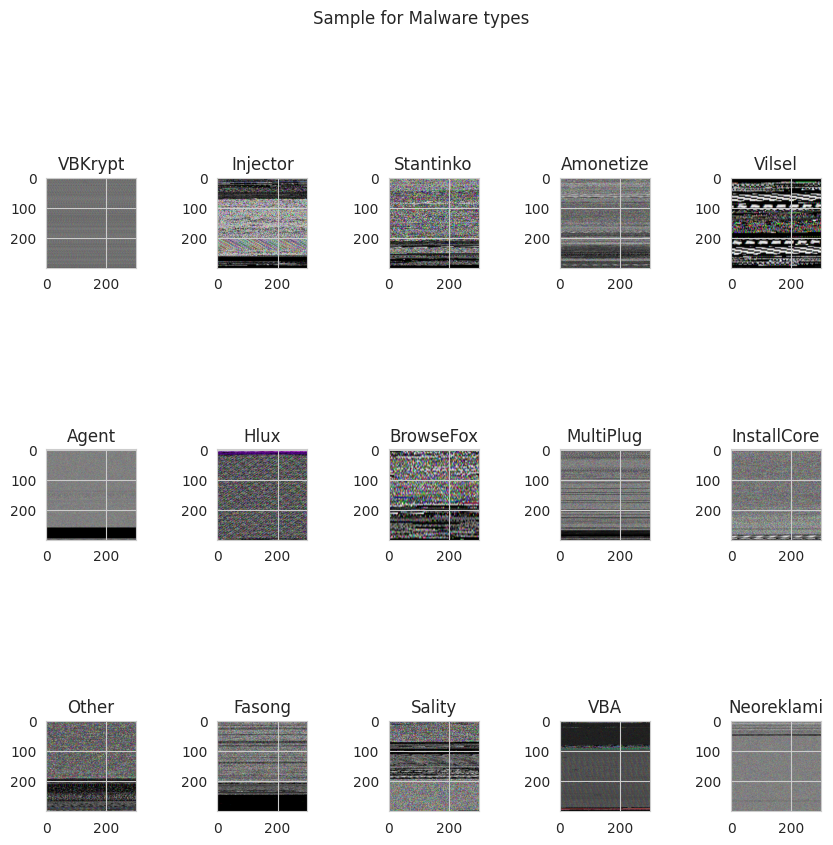 Sample for Malware types
VBKrypt Injector Stantinko Amonetize Vilsel
0 0 0 0 0
100 100 100 100 100
200 200 200 200 200
0 200 0 200 0 200 0 200 0 200
Agent Hlux BrowseFox MultiPlug InstallCore
0 0 0 0 0
100 100 100 100 100
200 200 200 200 200
0 200 0 200 0 200 0 200 0 200
Other Fasong Sality VBA Neoreklami
0 0 0 0 0
100 100 100 100 100
200 200 200 200 200
0 200 0 200 0 200 0 200 0 200